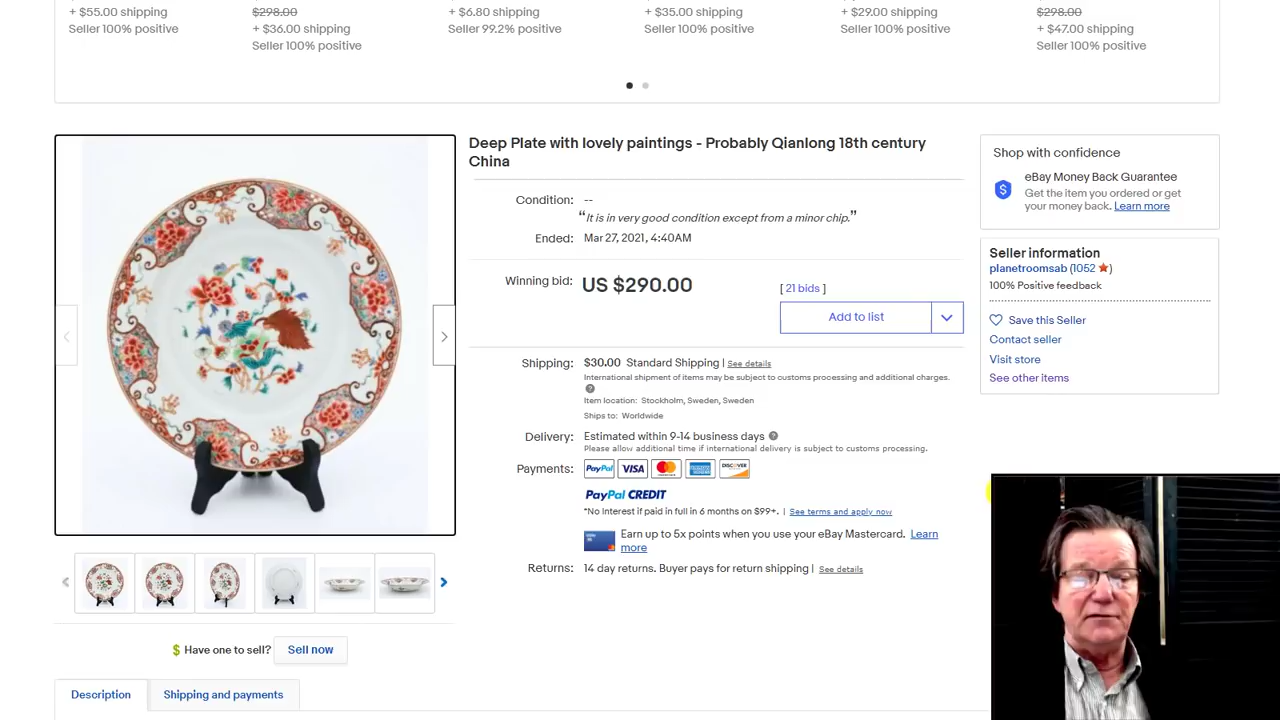 + $55.00 shipping
Seller 100% positive
$298.00
+ $36.00 shipping
Seller 100% positive
+ $6.80 shipping
Seller 99.2% positive
+ $35.00 shipping
Seller 100% positive
+ $29.00 shipping
Seller 100% positive
$298.00
+ $47.00 shipping
Seller 100% positive
Deep Plate with lovely paintings - Probably Qianlong 18th century
China
Condition: --
“It is in very good condition except from a minor chip.”
Ended: Mar 27, 2021, 4:40AM
Winning bid: US $290.00 [ 21 bids ]
Add to list
Shipping: $30.00 Standard Shipping | See details
International shipment of items may be subject to customs processing and additional charges.
Item location: Stockholm, Sweden, Sweden
Ships to: Worldwide
Delivery: Estimated within 9-14 business days
Please allow additional time if international delivery is subject to customs processing.
Payments: PayPal VISA MasterCard AMERICAN EXPRESS DISCOVER
PayPal CREDIT
*No Interest if paid in full in 6 months on $99+. | See terms and apply now
Earn up to 5x points when you use your eBay Mastercard. Learn
more
Returns: 14 day returns. Buyer pays for return shipping | See details
Shop with confidence
eBay Money Back Guarantee
Get the item you ordered or get
your money back. Learn more
Seller information
planetroomsab (1052 ★)
100% Positive feedback
Save this Seller
Contact seller
Visit store
See other items
$ Have one to sell? Sell now
Description
Shipping and payments